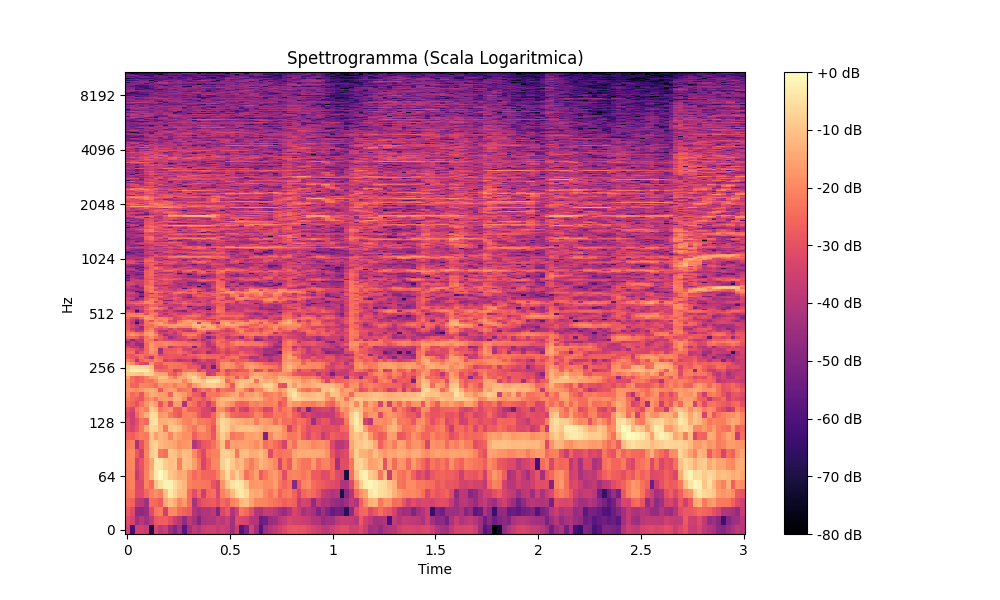 Spettrogramma (Scala Logaritmica)
8192
4096
2048
1024
512
256
128
64
0
Hz
0
0.5
1
1.5
2
2.5
3
Time
+0 dB
-10 dB
-20 dB
-30 dB
-40 dB
-50 dB
-60 dB
-70 dB
-80 dB